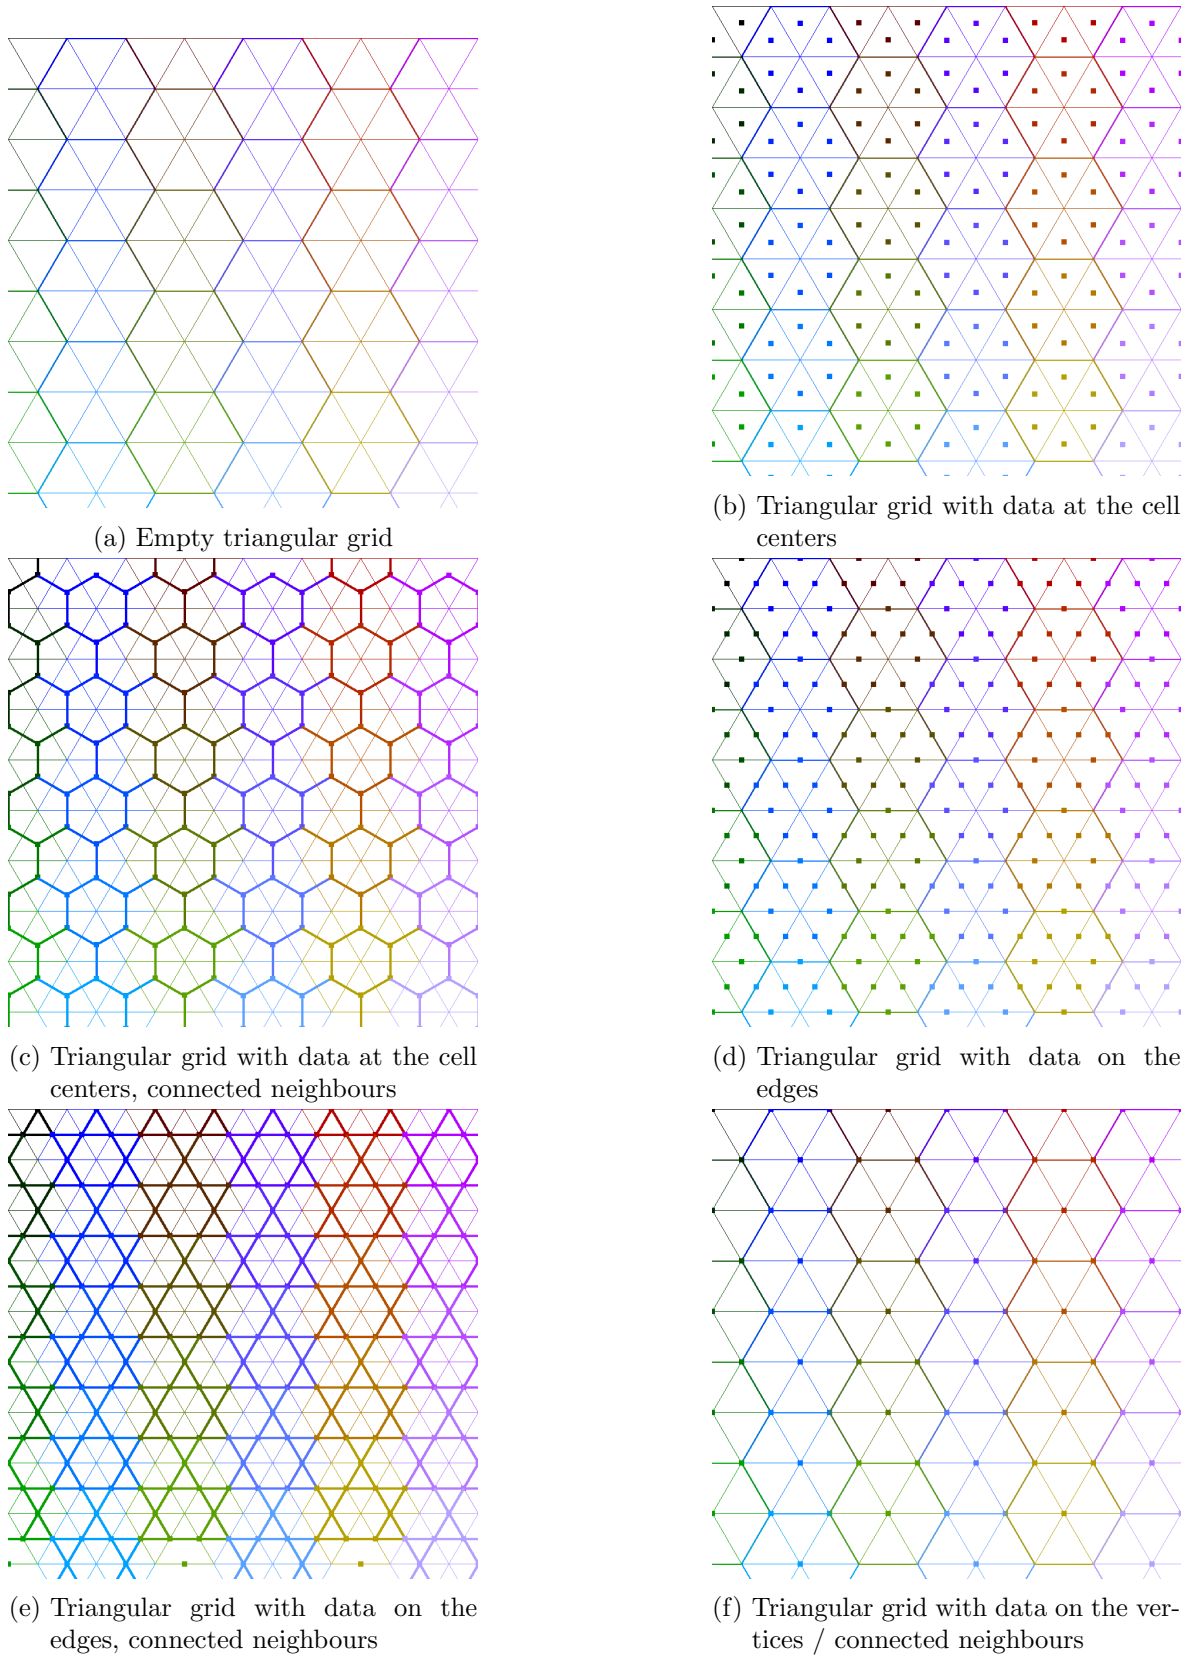 (a) Empty triangular grid
(b) Triangular grid with data at the cell
centers
(c) Triangular grid with data at the cell
centers, connected neighbours
(d) Triangular grid with data on the
edges
(e) Triangular grid with data on the
edges, connected neighbours
(f) Triangular grid with data on the ver-
tices / connected neighbours